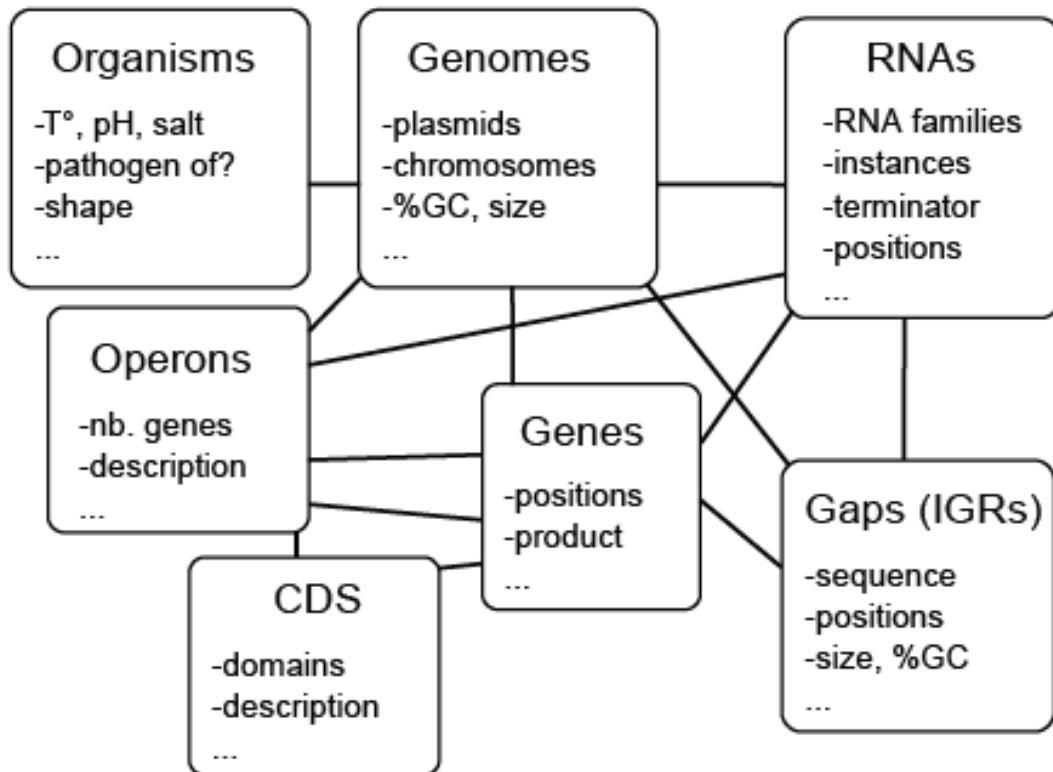 Organisms
-T°, pH, salt
-pathogen of?
-shape
...
Genomes
-plasmids
-chromosomes
-%GC, size
...
RNAs
-RNA families
-instances
-terminator
-positions
...
Operons
-nb. genes
-description
...
Genes
-positions
-product
...
Gaps (IGRs)
-sequence
-positions
-size, %GC
...
CDS
-domains
-description
...